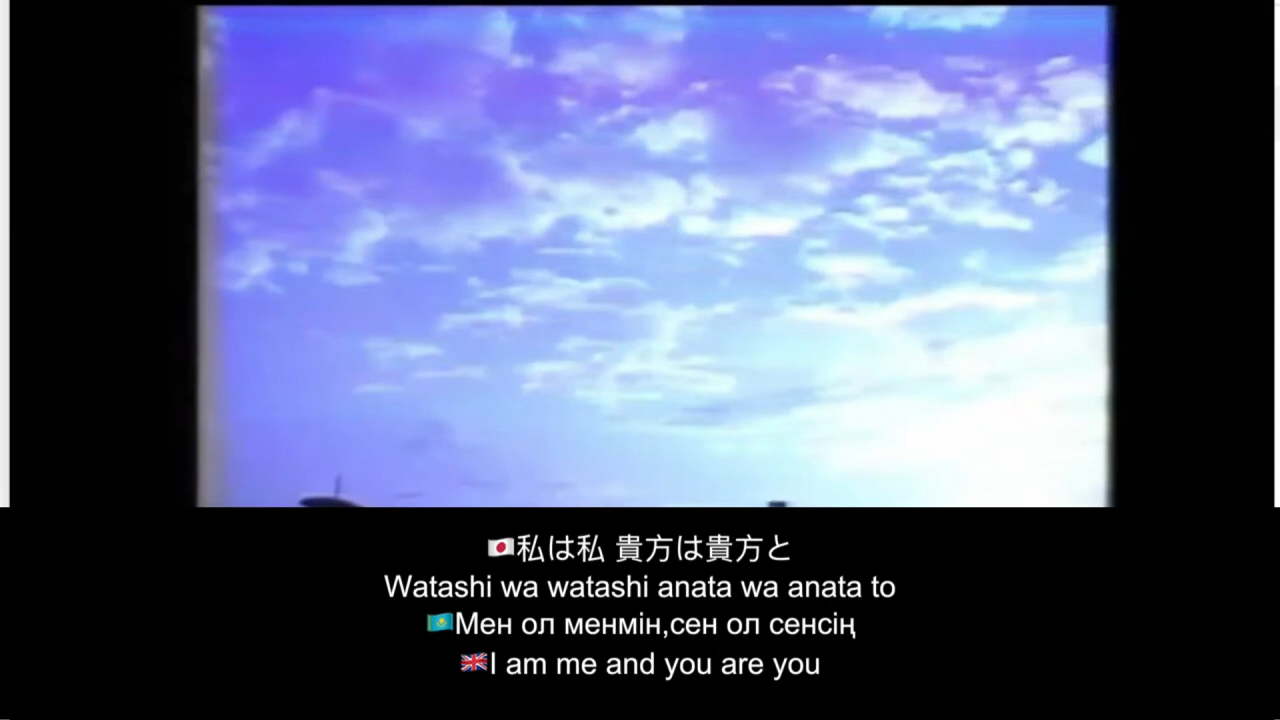 🇯🇵私は私 貴方は貴方と
Watashi wa watashi anata wa anata to
🇰🇿Мен ол менмін,сен ол сенсің
🇬🇧I am me and you are you